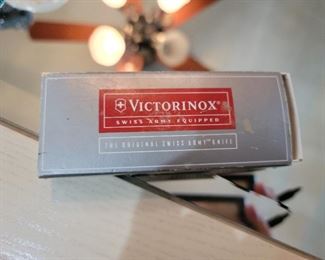 VICTORINOX
SWISS ARMY EQUIPPED
THE ORIGINAL SWISS ARMY KNIFE